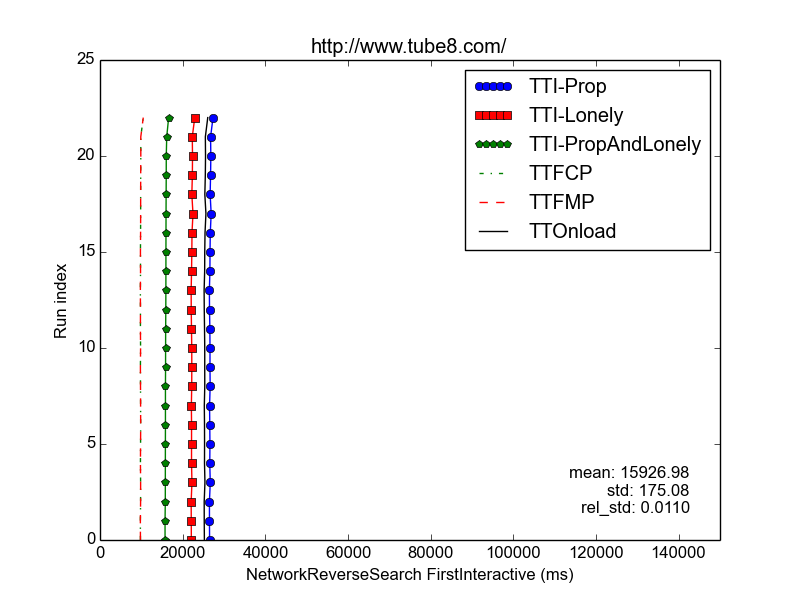 http://www.tube8.com/
25
20
15
10
5
0
Run index
TTI-Prop
TTI-Lonely
TTI-PropAndLonely
TTFCP
TTFMP
TTOnload
mean: 15926.98
std: 175.08
rel_std: 0.0110
0 20000 40000 60000 80000 100000 120000 140000
NetworkReverseSearch FirstInteractive (ms)